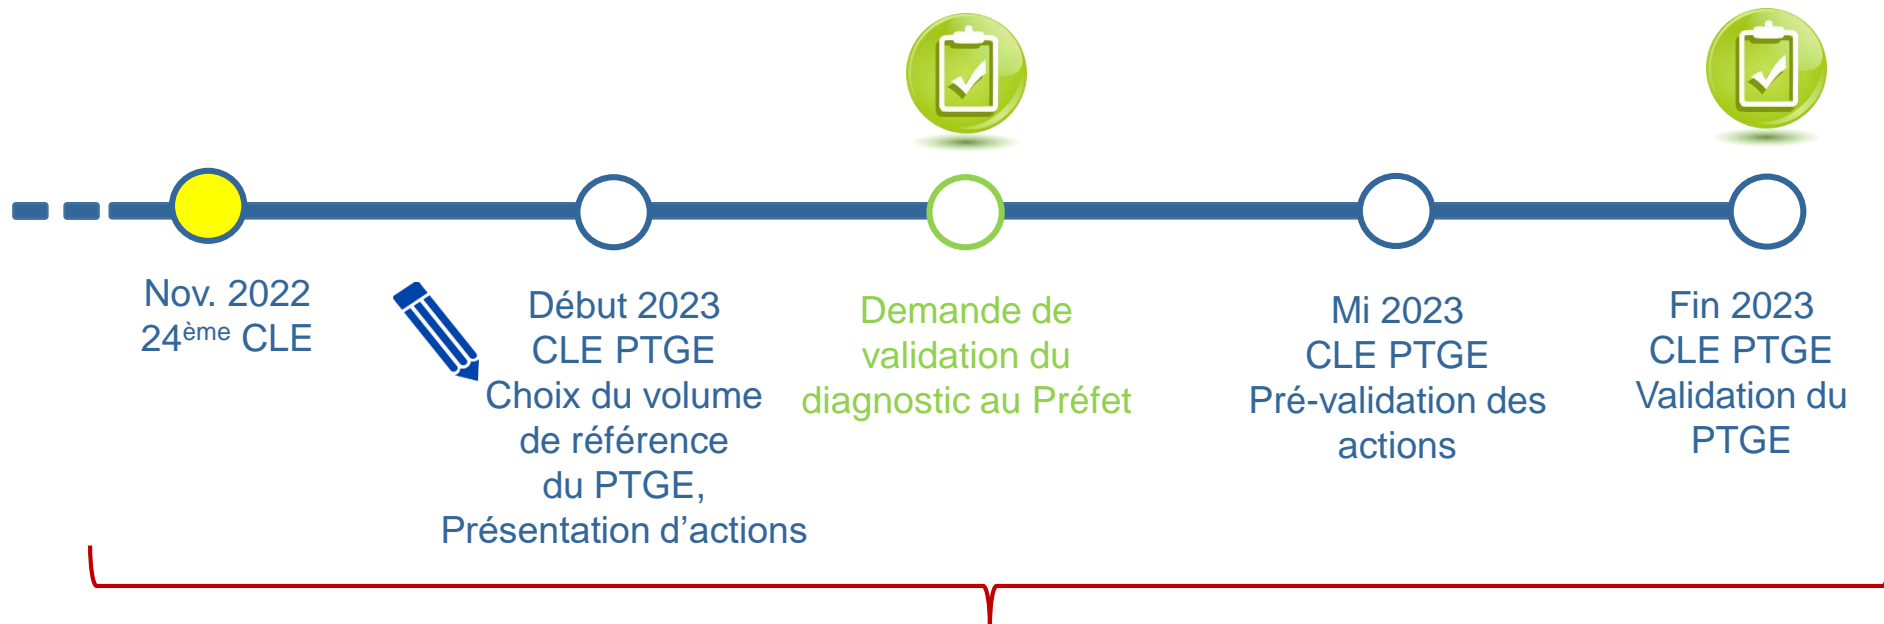 Nov. 2022
24ème CLE
Début 2023
CLE PTGE
Choix du volume
de référence
du PTGE,
Présentation d’actions
Demande de
validation du
diagnostic au Préfet
Mi 2023
CLE PTGE
Pré-validation des
actions
Fin 2023
CLE PTGE
Validation du
PTGE